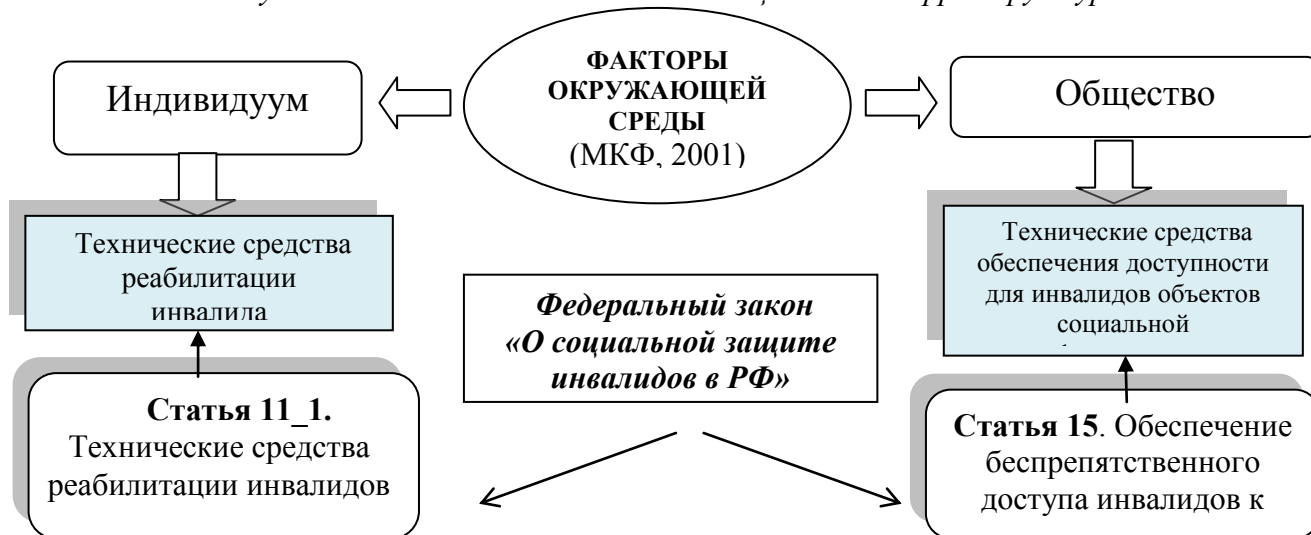 ФАКТОРЫ
ОКРУЖАЮЩЕЙ
СРЕДЫ
(МКФ, 2001)
Индивидуум
Общество
Технические средства
реабилитации
инвалида
Технические средства
обеспечения доступности
для инвалидов объектов
социальной
Федеральный закон
«О социальной защите
инвалидов в РФ»
Статья 11_1.
Технические средства
реабилитации инвалидов
Статья 15. Обеспечение
беспрепятственного
доступа инвалидов к